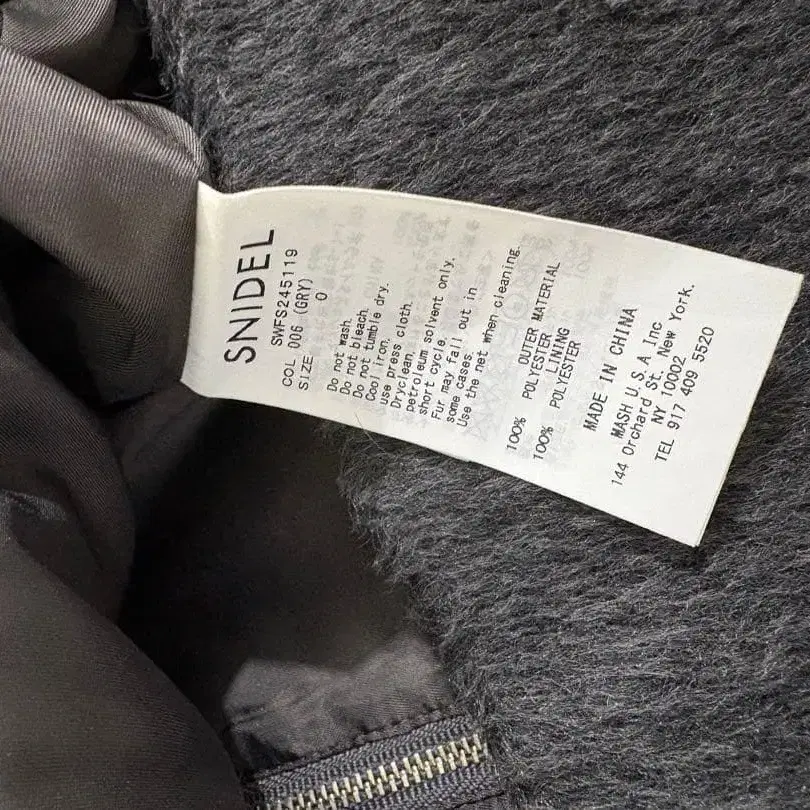 SNIDEL
SWFS245119
COL 006 (GRY)
SIZE 0
Do not wash.
Do not bleach.
Do not tumble dry.
Cool iron,
use press cloth.
Dryclean,
petroleum solvent only.
short cycle.
Fur may fall out in
some cases.
Use the net when cleaning.
OUTER MATERIAL
100% POLYESTER
LINING
100% POLYESTER
MADE IN CHINA
MASH U.S.A Inc
144 Orchard St. New York.
NY 10002
TEL 917 409 5520